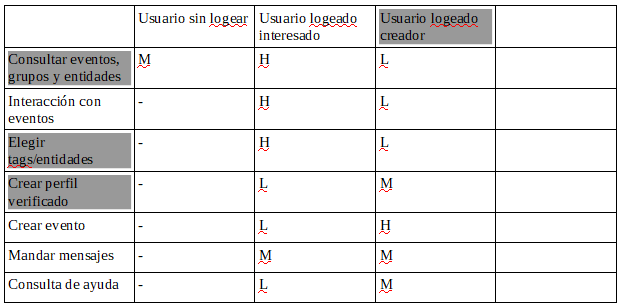 Usuario sin logear
Usuario logeado
interesado
Usuario logeado
creador
Consultar eventos,
grupos y entidades
M
H
L
Interacción con
eventos
-
H
L
Elegir
tags/entidades
-
H
L
Crear perfil
verificado
-
L
M
Crear evento
-
L
H
Mandar mensajes
-
M
M
Consulta de ayuda
-
L
M